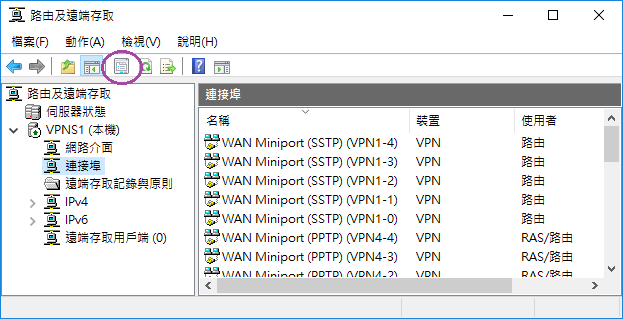 路由及遠端存取
檔案(F) 動作(A) 檢視(V) 說明(H)
路由及遠端存取
伺服器狀態
VPNS1 (本機)
網路介面
連接埠
遠端存取記錄與原則
IPv4
IPv6
遠端存取用戶端 (0)
連接埠
名稱 裝置 使用者
WAN Miniport (SSTP) (VPN1-4) VPN 路由
WAN Miniport (SSTP) (VPN1-3) VPN 路由
WAN Miniport (SSTP) (VPN1-2) VPN 路由
WAN Miniport (SSTP) (VPN1-1) VPN 路由
WAN Miniport (SSTP) (VPN1-0) VPN 路由
WAN Miniport (PPTP) (VPN4-4) VPN RAS/路由
WAN Miniport (PPTP) (VPN4-3) VPN RAS/路由
WAN Miniport (PPTP) (VPN4-2) VPN RAS/路由